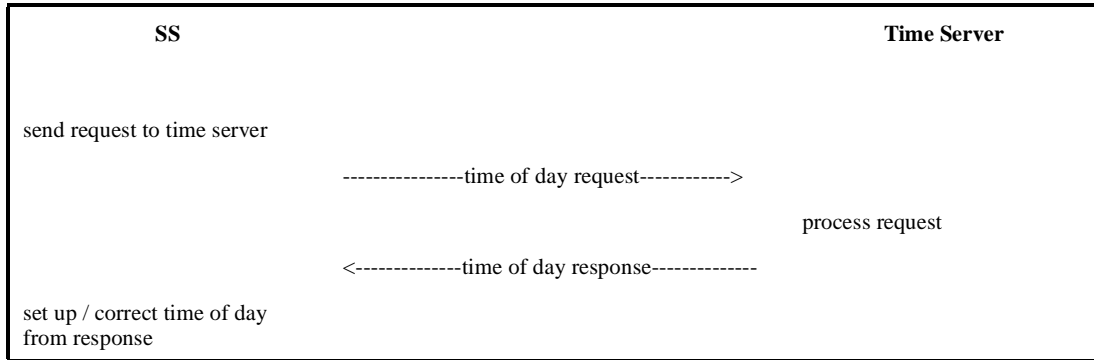 SS Time Server
send request to time server
----------------time of day request------------>
process request
<--------------time of day response--------------
set up / correct time of day
from response